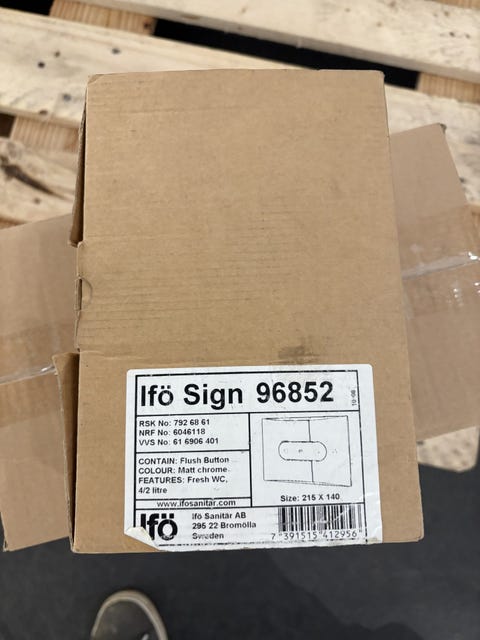 Ifö Sign 96852
10-06
RSK No: 792 68 61
NRF No: 6046118
VVS No: 61 6906 401
CONTAIN: Flush Button
COLOUR: Matt chrome
FEATURES: Fresh WC,
4/2 litre
www.ifosanitar.com
Size: 215 X 140
Ifö
Ifö Sanitär AB
295 22 Bromölla
Sweden
7 391515 412956